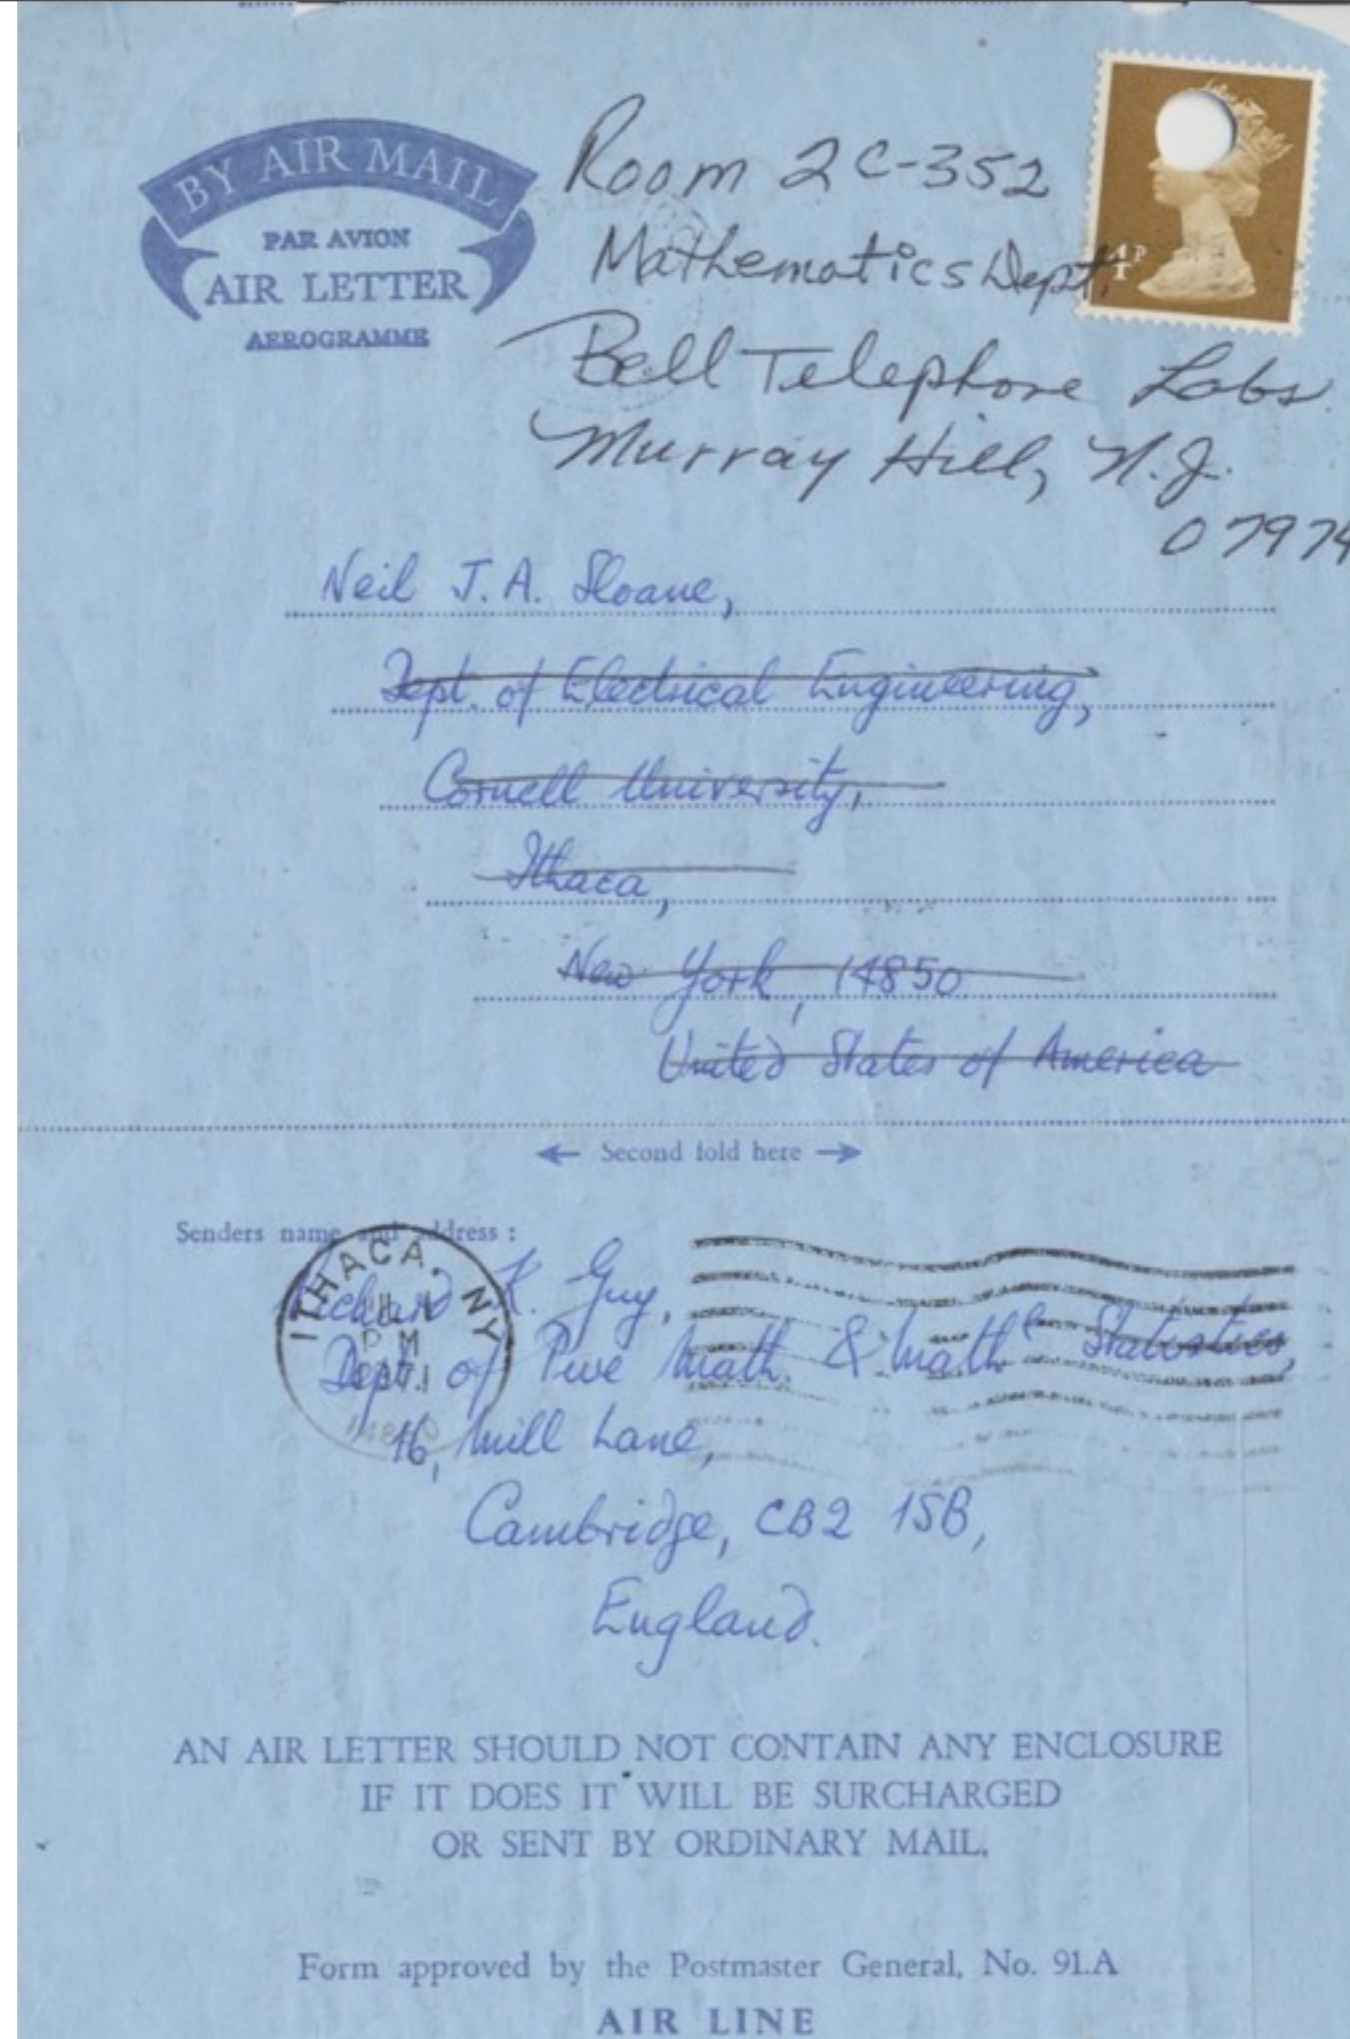 BY AIR MAIL
PAR AVION
AIR LETTER
AEROGRAMME
Room 2C-352
Mathematics Dept.
4P
Bell Telephone Labs
Murray Hill, N.J.
07974
Neil J.A. Sloane,
Dept. of Electrical Engineering,
Cornell University,
Ithaca,
New York, 14850
United States of America
← Second fold here →
Senders name and address :
ITHACA, NY
PM
Richard K. Guy,
Dept. of Pure Math. & Math^l Statistics,
16, Mill Lane,
Cambridge, CB2 1SB,
England.
AN AIR LETTER SHOULD NOT CONTAIN ANY ENCLOSURE
IF IT DOES IT WILL BE SURCHARGED
OR SENT BY ORDINARY MAIL.
Form approved by the Postmaster General, No. 91.A
AIR LINE